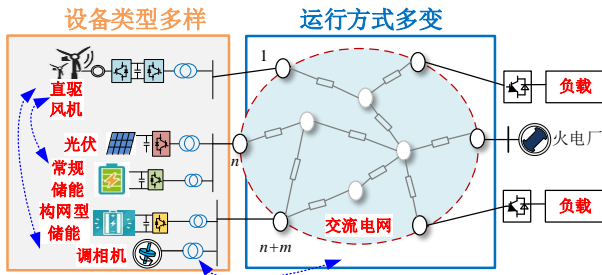 设备类型多样
运行方式多变
直驱
风机
1
负载
光伏
n
火电厂
常规
储能
构网型
储能
负载
交流电网
n+m
调相机